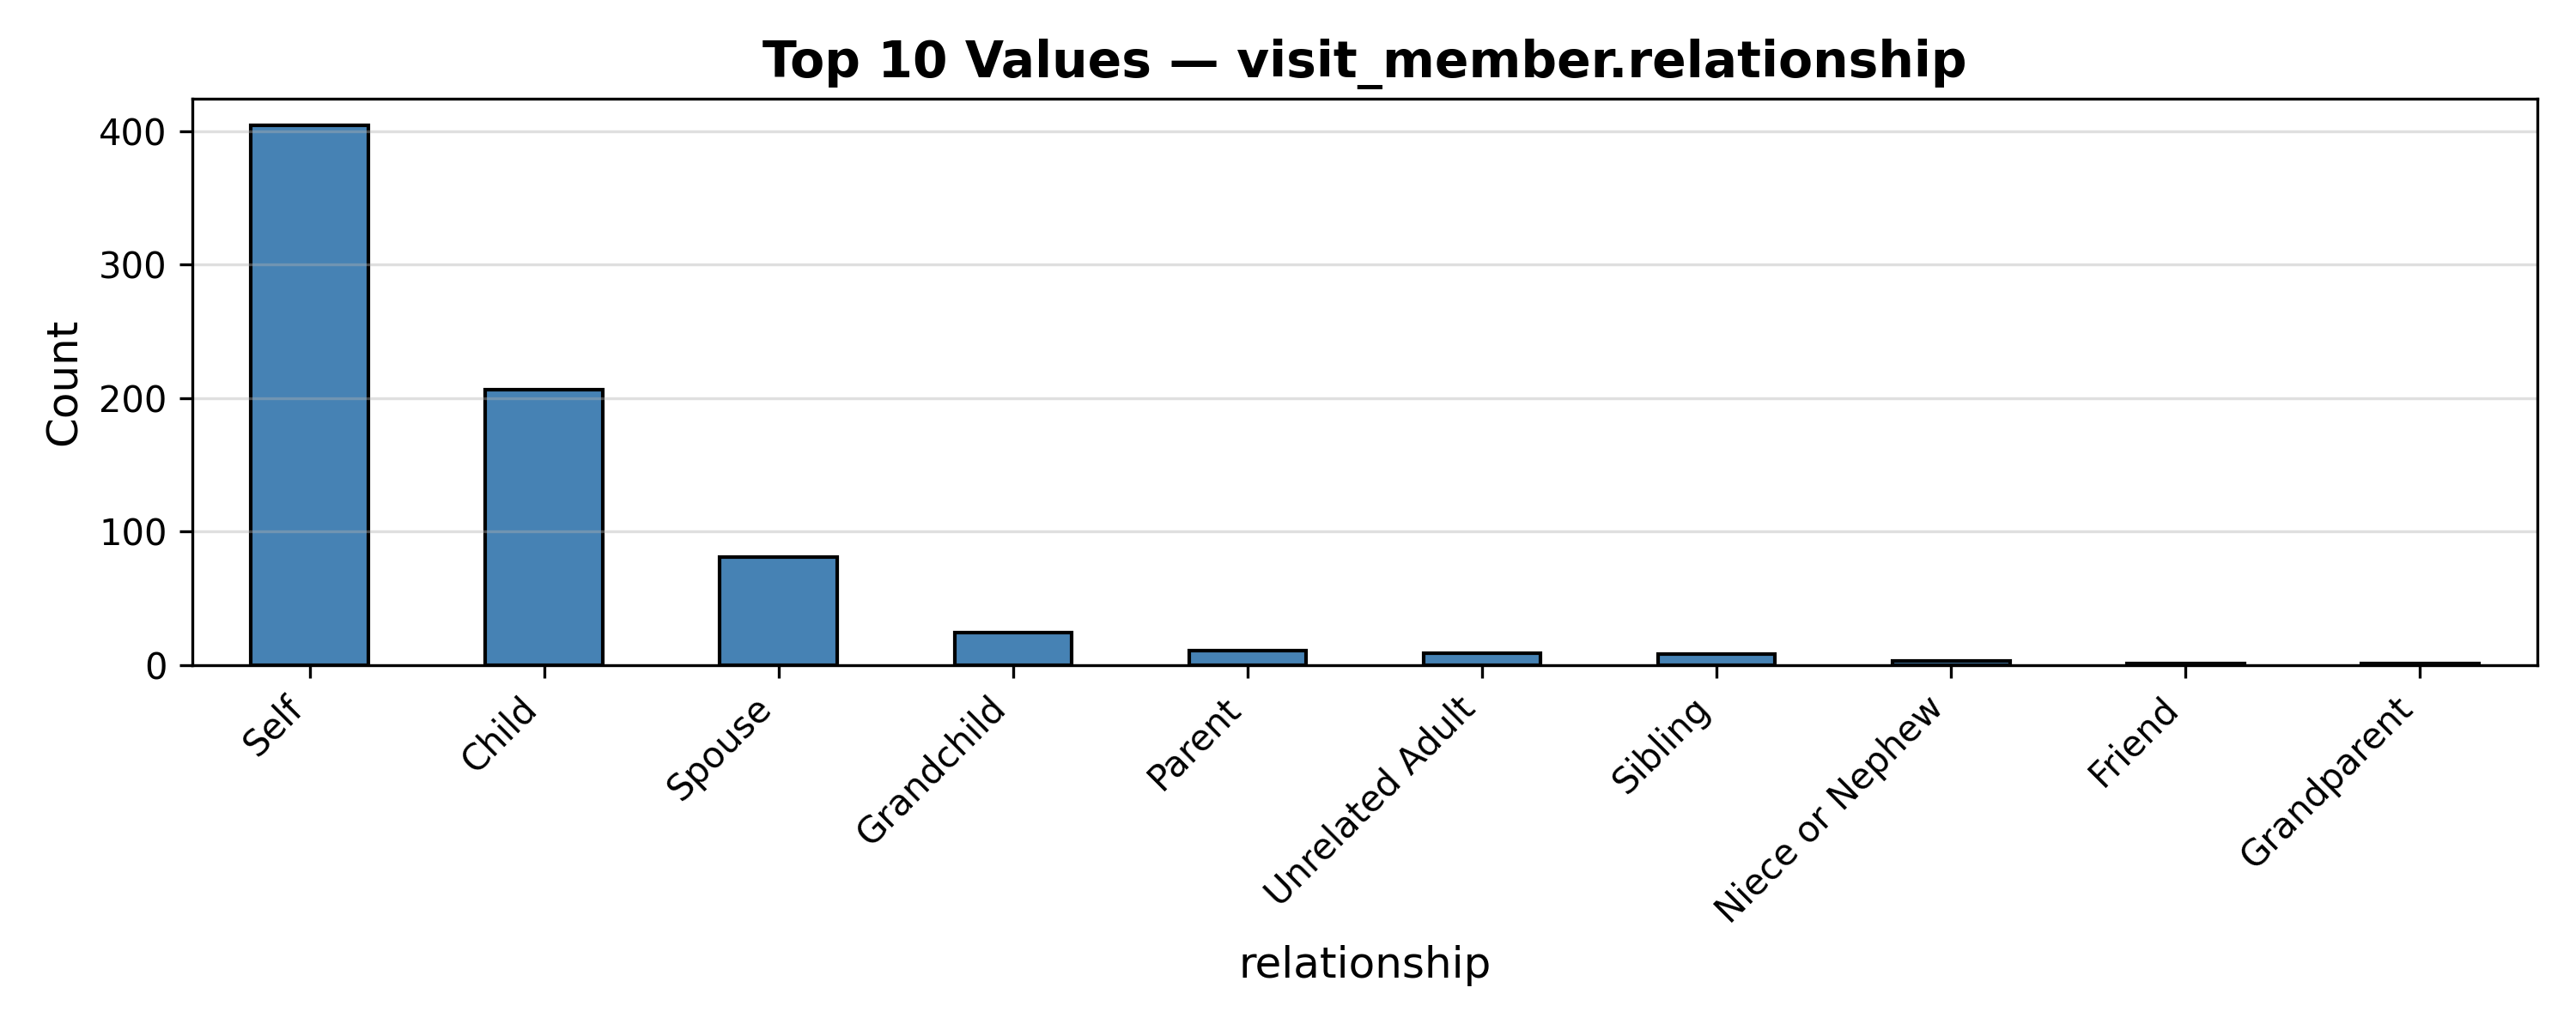 Top 10 Values — visit_member.relationship
Count
400
300
200
100
0
Self
Child
Spouse
Grandchild
Parent
Unrelated Adult
Sibling
Niece or Nephew
Friend
Grandparent
relationship